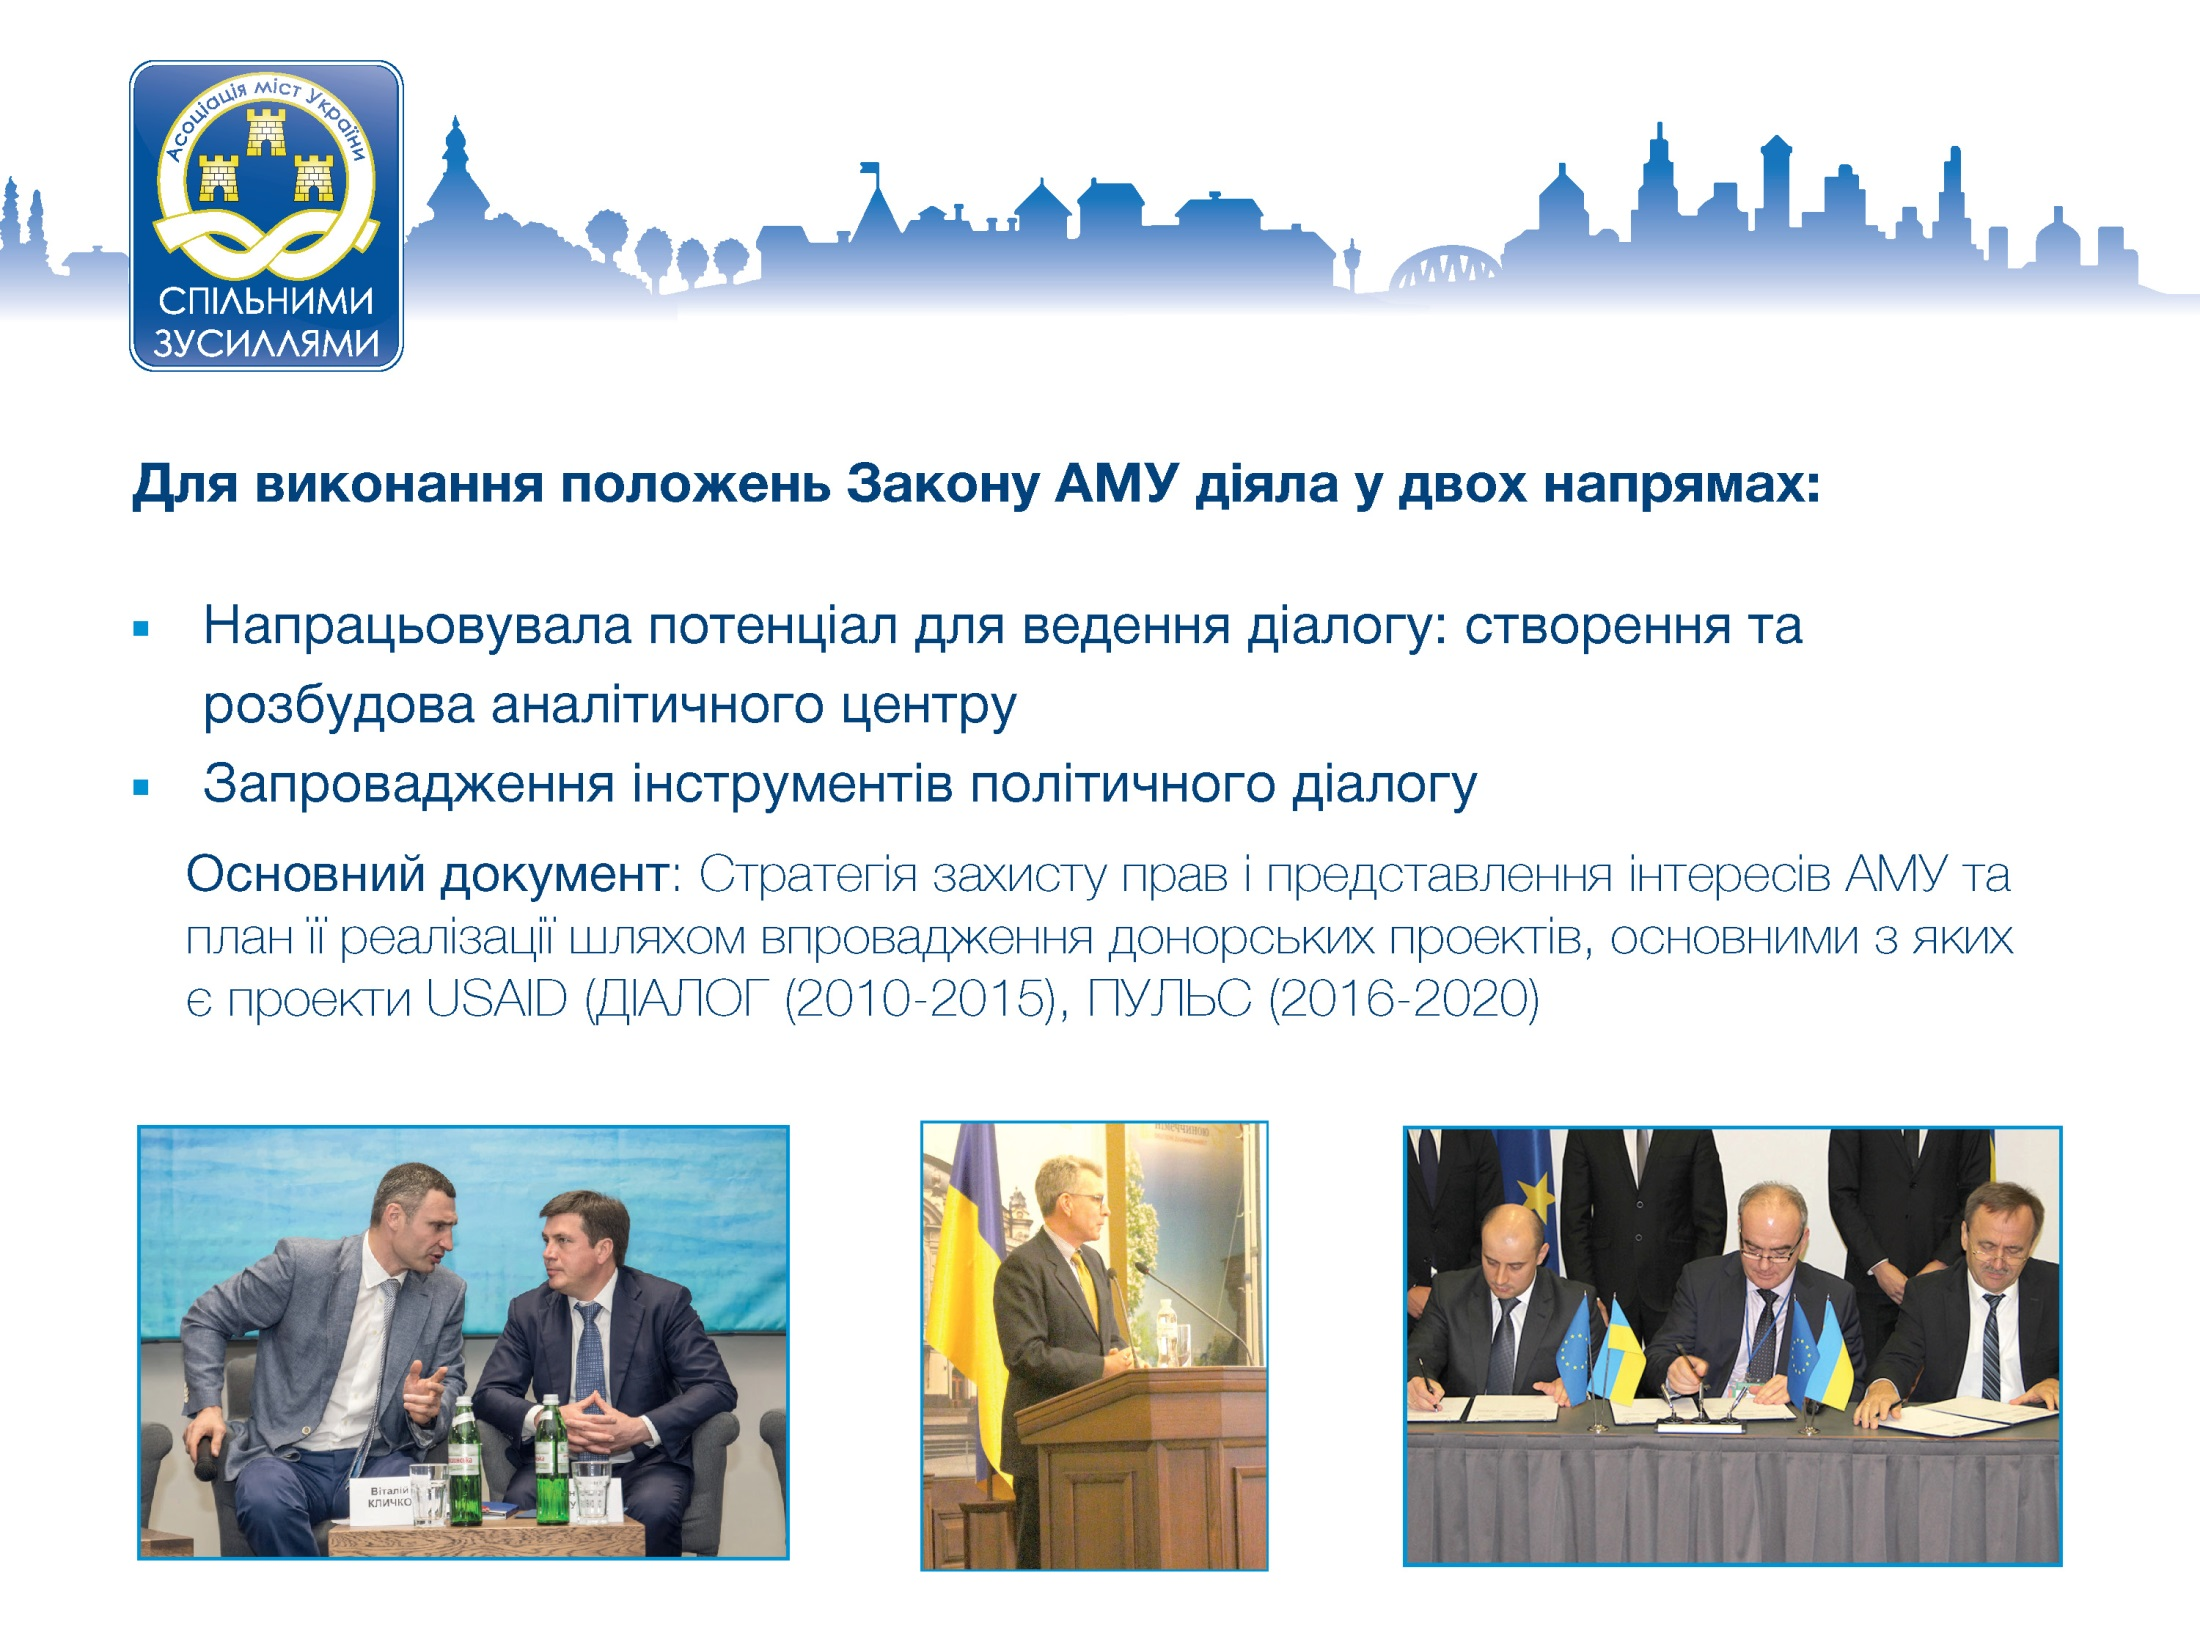 Асоціація міст України
СПІЛЬНИМИ
ЗУСИЛЛЯМИ
Для виконання положень Закону АМУ діяла у двох напрямах:
▪ Напрацьовувала потенціал для ведення діалогу: створення та
розбудова аналітичного центру
▪ Запровадження інструментів політичного діалогу
Основний документ: Стратегія захисту прав і представлення інтересів АМУ та
план її реалізації шляхом впровадження донорських проектів, основними з яких
є проекти USAID (ДІАЛОГ (2010-2015), ПУЛЬС (2016-2020)
Віталій
КЛИЧКО